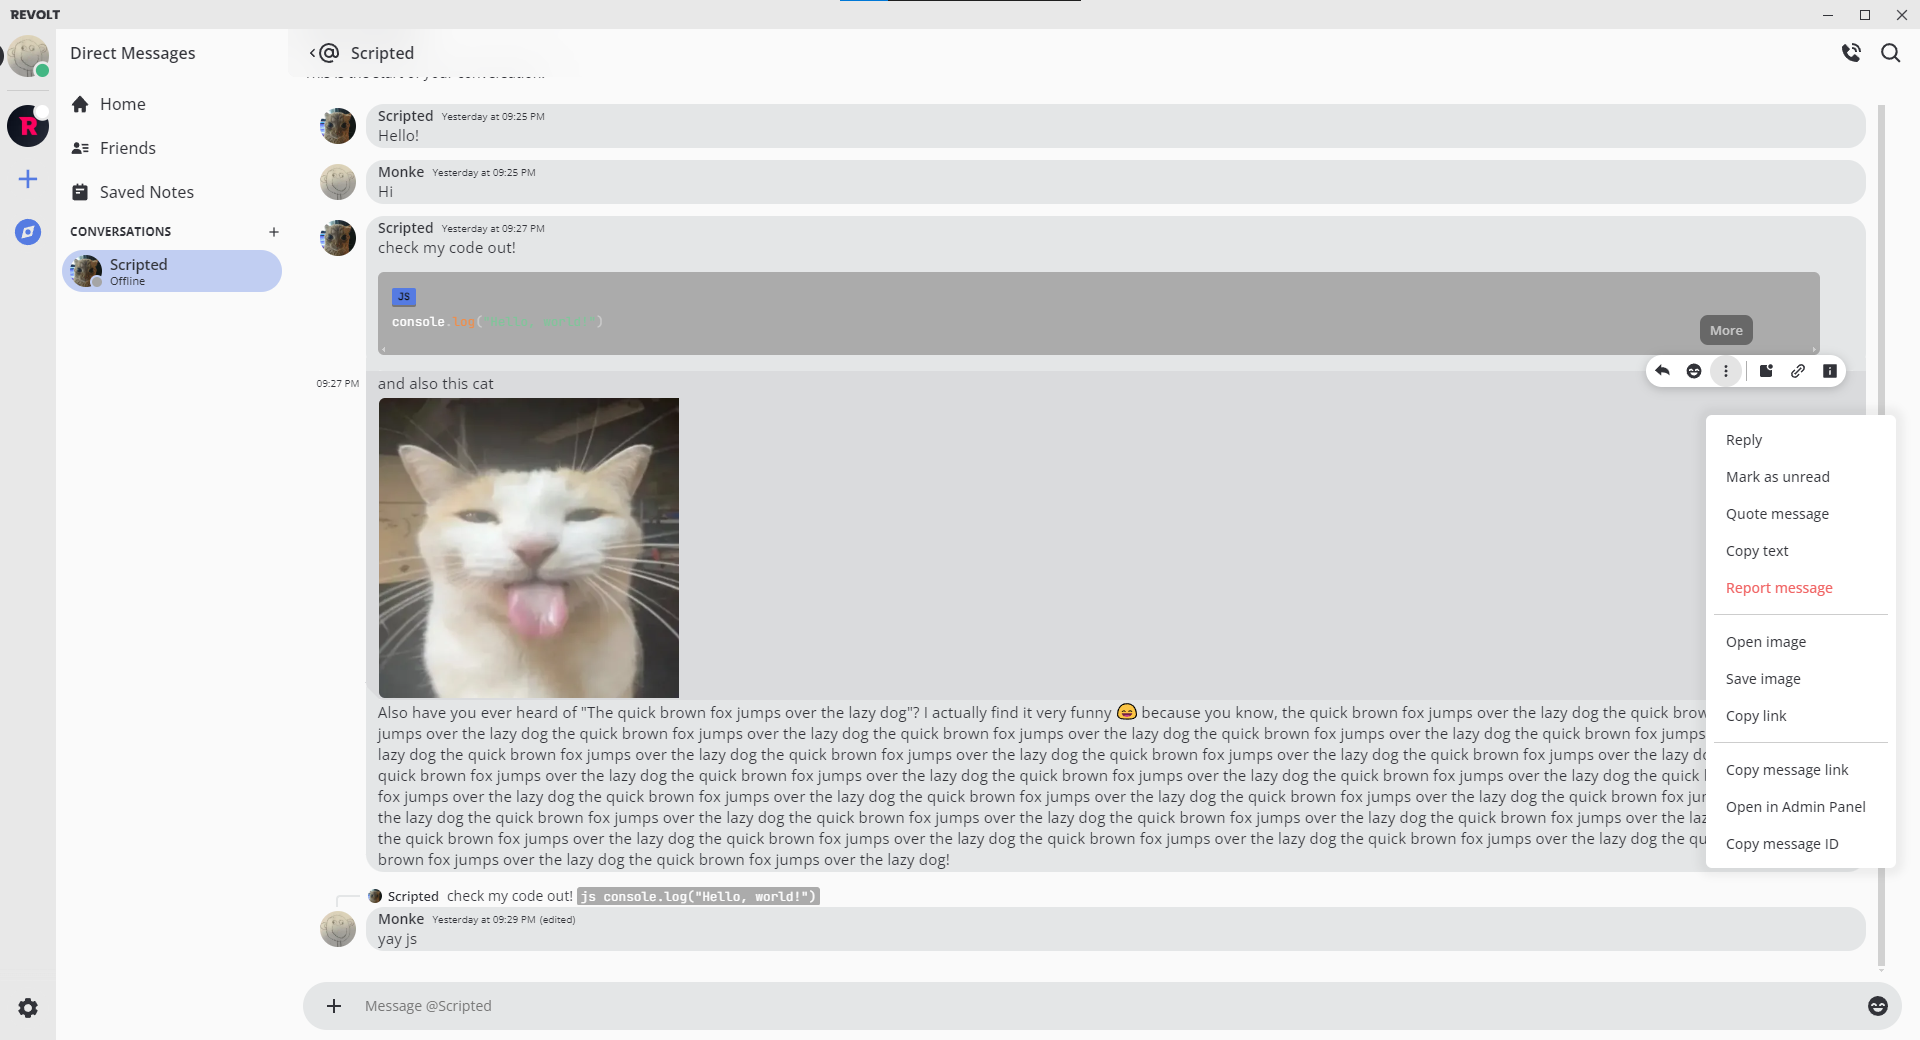 REVOLT
Direct Messages
Home
Friends
Saved Notes
CONVERSATIONS
Scripted
Offline
Scripted
This is the start of your conversation.
Scripted Yesterday at 09:25 PM
Hello!
Monke Yesterday at 09:25 PM
Hi
Scripted Yesterday at 09:27 PM
check my code out!
JS
console.log("Hello, world!")
More
09:27 PM and also this cat
Also have you ever heard of "The quick brown fox jumps over the lazy dog"? I actually find it very funny 😄 because you know, the quick brown fox jumps over the lazy dog the quick brow
jumps over the lazy dog the quick brown fox jumps over the lazy dog the quick brown fox jumps over the lazy dog the quick brown fox jumps over the lazy dog the quick brown fox jumps
lazy dog the quick brown fox jumps over the lazy dog the quick brown fox jumps over the lazy dog the quick brown fox jumps over the lazy dog the quick brown fox jumps over the lazy do
quick brown fox jumps over the lazy dog the quick brown fox jumps over the lazy dog the quick brown fox jumps over the lazy dog the quick brown fox jumps over the lazy dog the quick
fox jumps over the lazy dog the quick brown fox jumps over the lazy dog the quick brown fox jumps over the lazy dog the quick brown fox jumps over the lazy dog the quick brown fox ju
the lazy dog the quick brown fox jumps over the lazy dog the quick brown fox jumps over the lazy dog the quick brown fox jumps over the lazy dog the quick brown fox jumps over the laz
the quick brown fox jumps over the lazy dog the quick brown fox jumps over the lazy dog the quick brown fox jumps over the lazy dog the quick brown fox jumps over the lazy dog the qu
brown fox jumps over the lazy dog the quick brown fox jumps over the lazy dog!
Scripted check my code out! js console.log("Hello, world!")
Monke Yesterday at 09:29 PM (edited)
yay js
Message @Scripted
Reply
Mark as unread
Quote message
Copy text
Report message
Open image
Save image
Copy link
Copy message link
Open in Admin Panel
Copy message ID